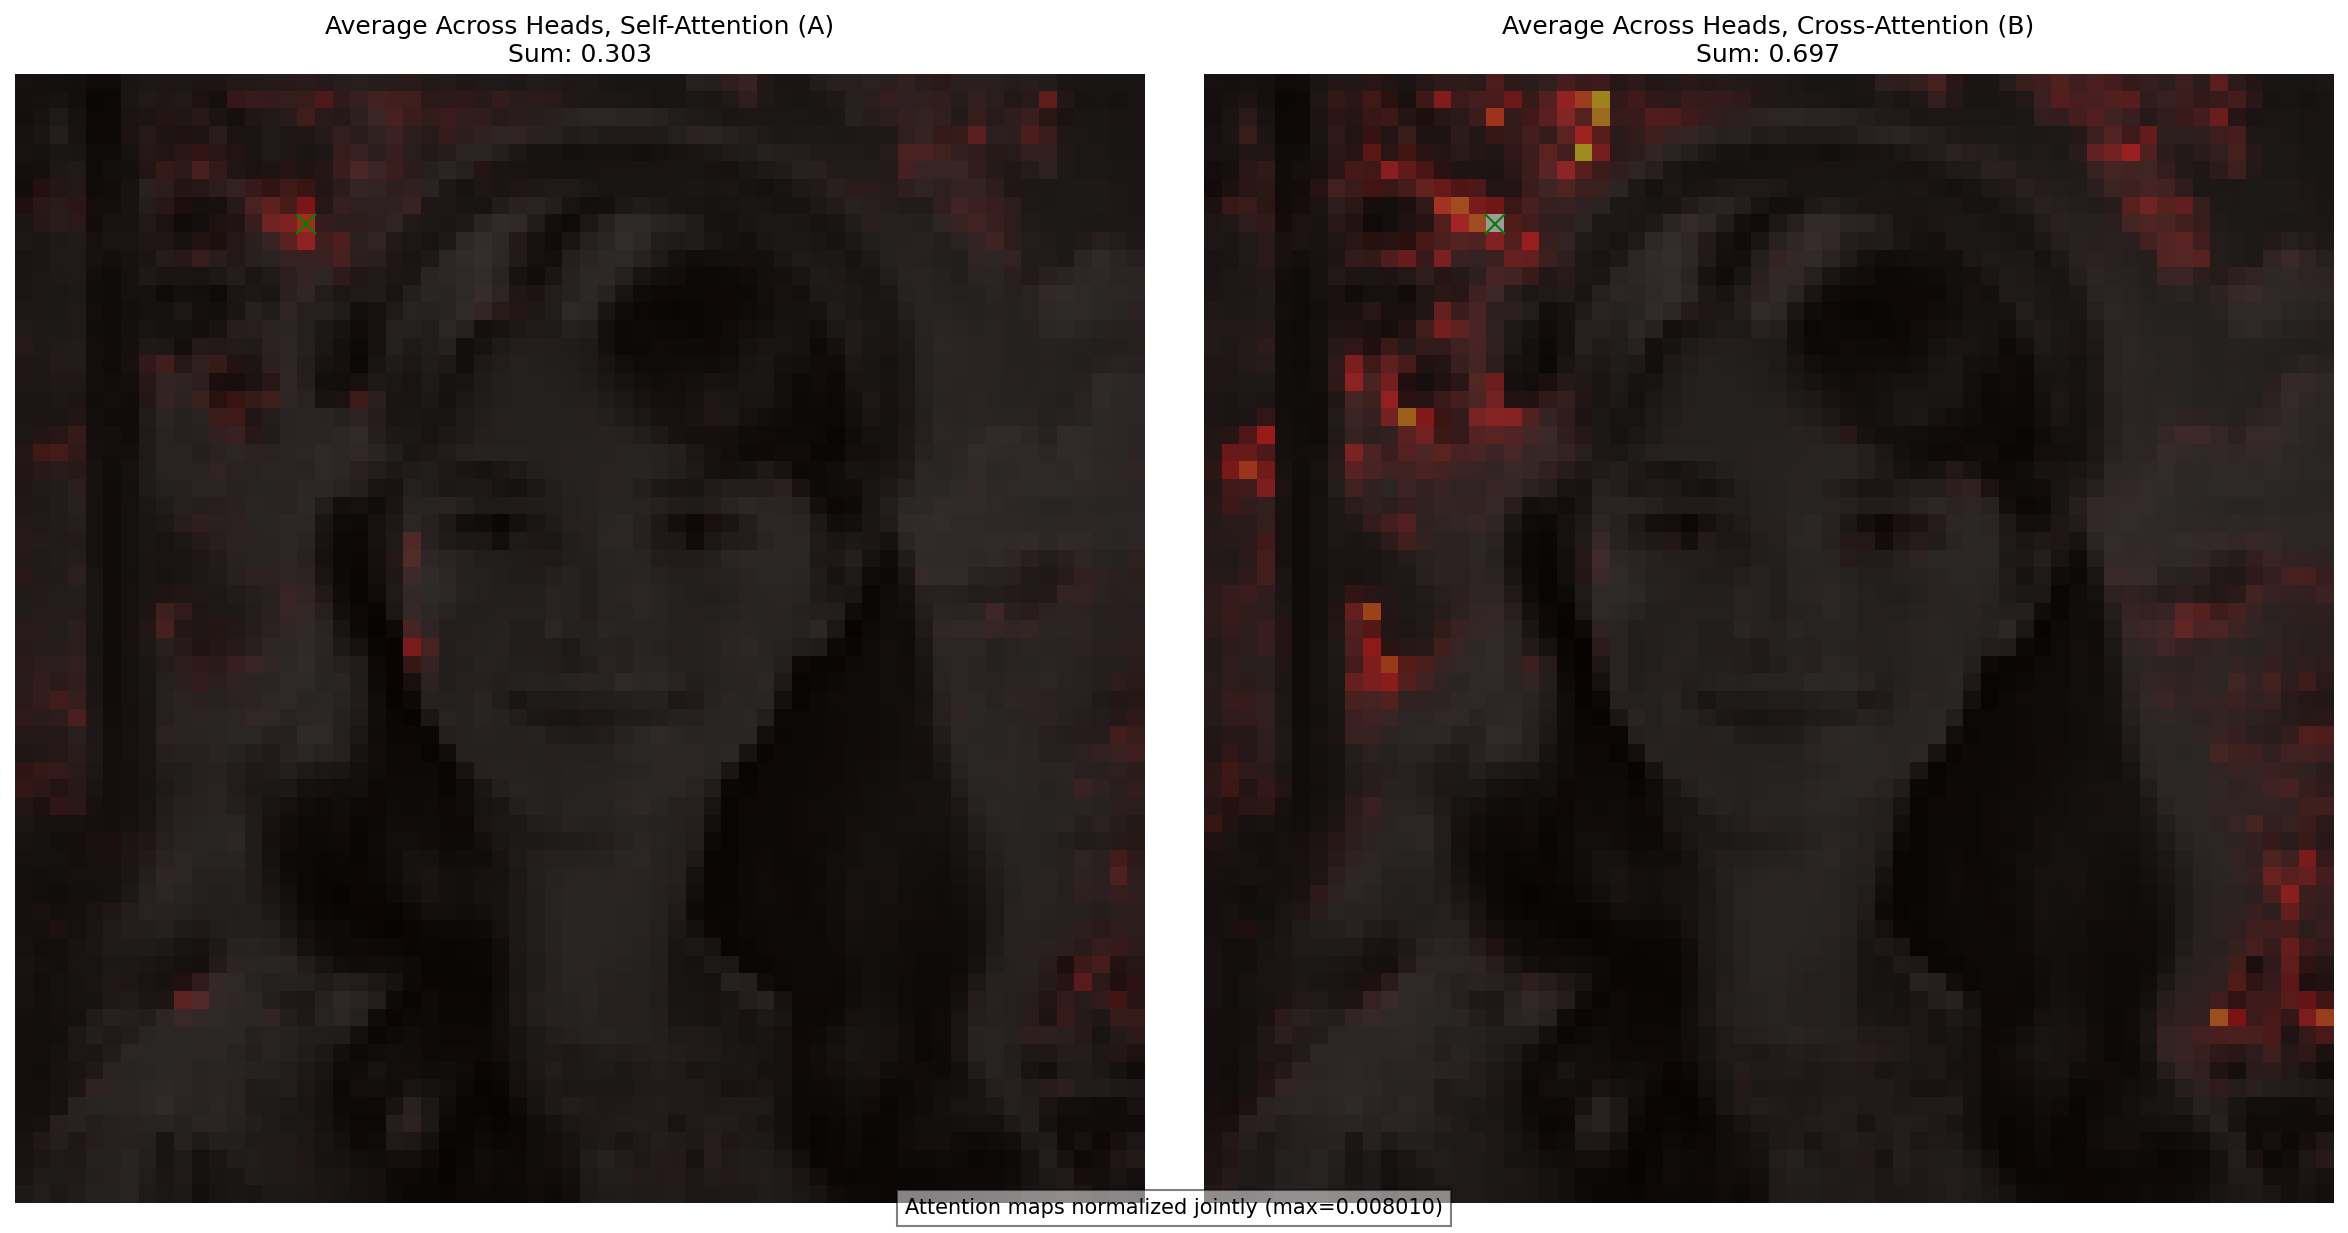 Average Across Heads, Self-Attention (A)
Sum: 0.303
Average Across Heads, Cross-Attention (B)
Sum: 0.697
Attention maps normalized jointly (max=0.008010)